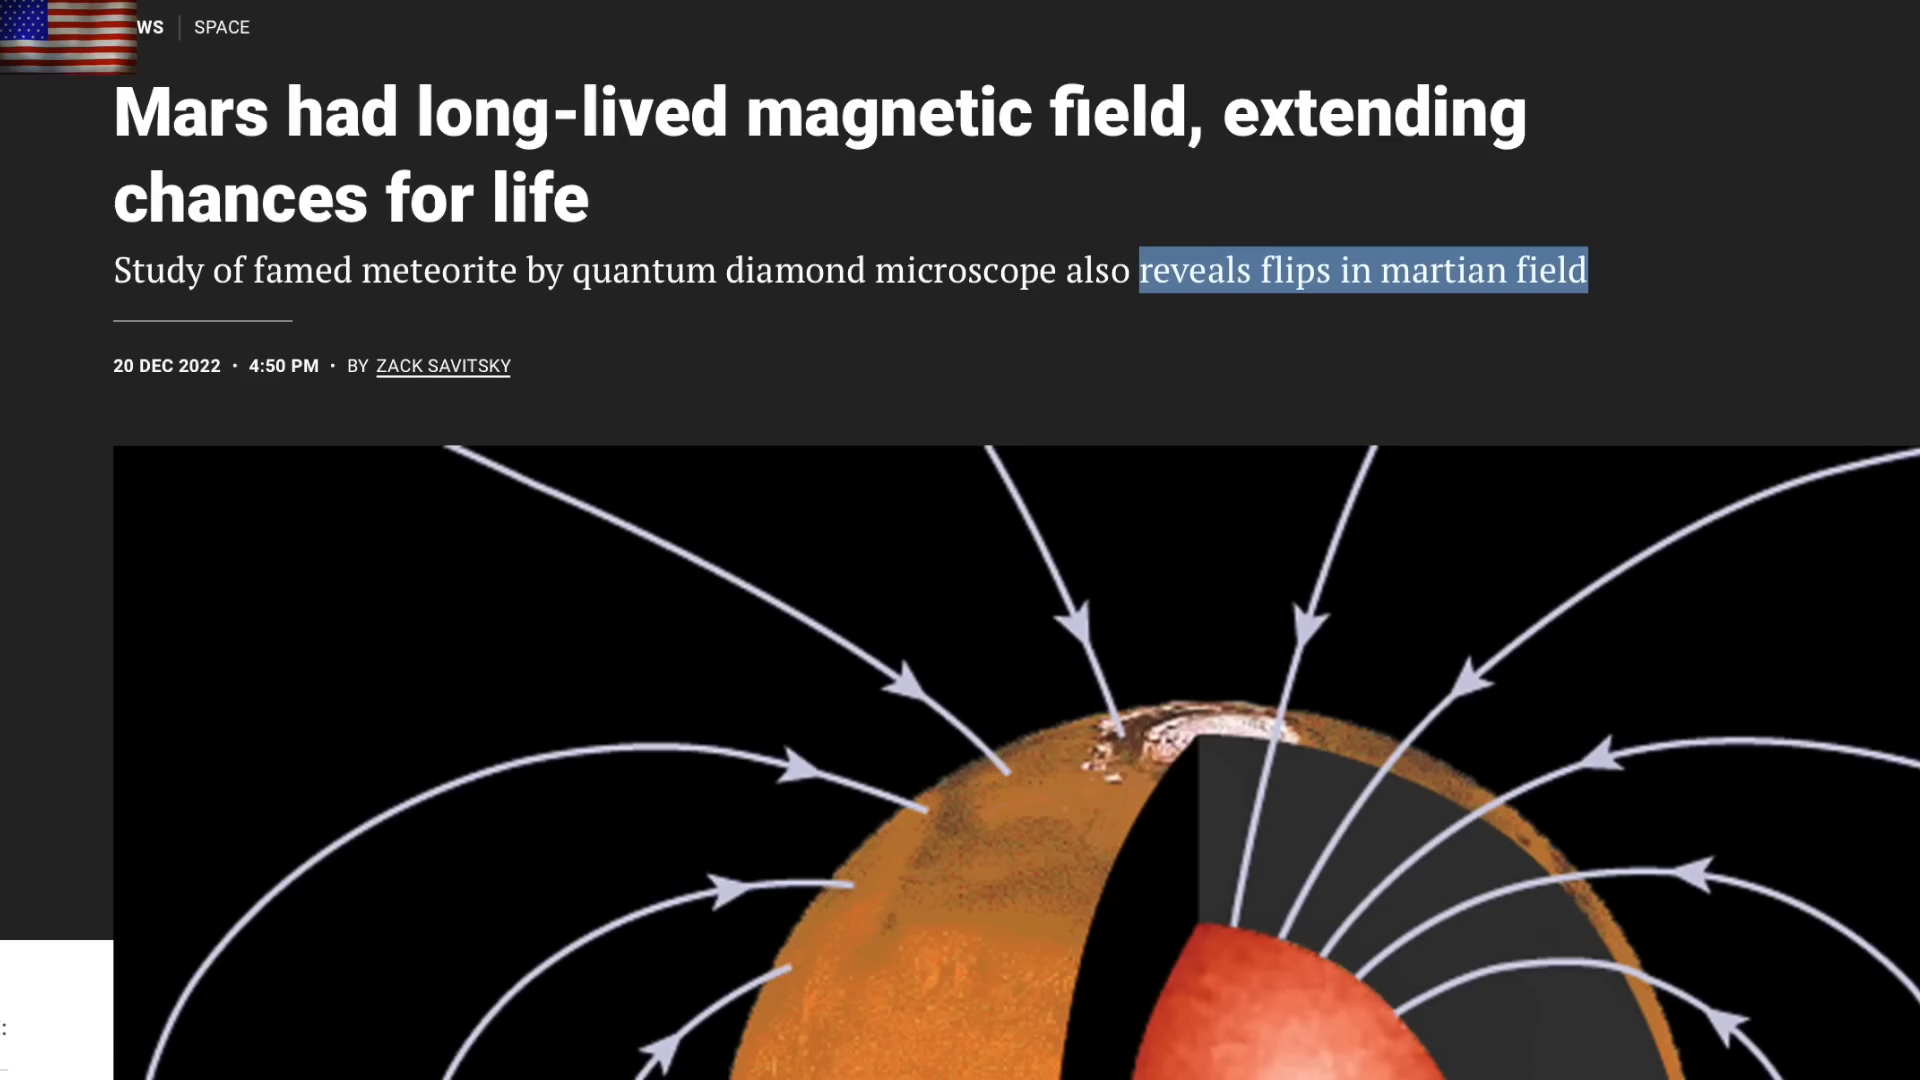 WS | SPACE
Mars had long-lived magnetic field, extending
chances for life
Study of famed meteorite by quantum diamond microscope also reveals flips in martian field
20 DEC 2022 • 4:50 PM • BY ZACK SAVITSKY
: